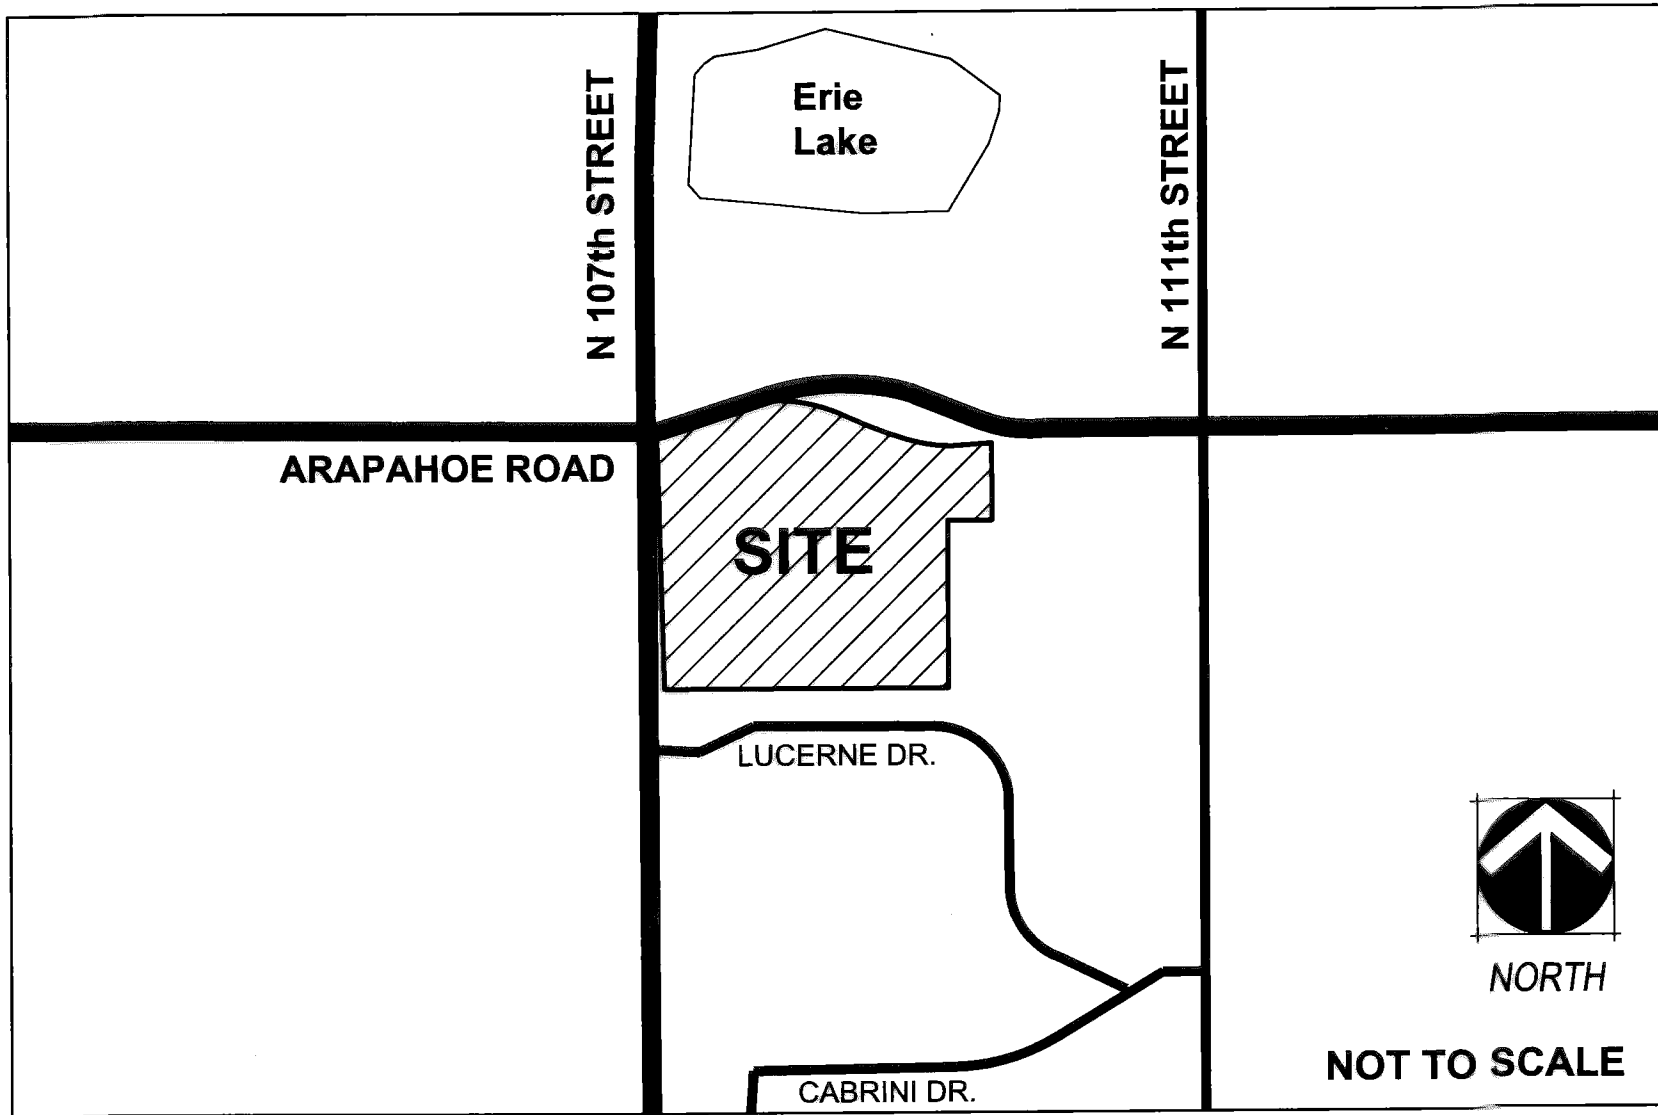 Erie
Lake
N 107th STREET
N 111th STREET
ARAPAHOE ROAD
SITE
LUCERNE DR.
NORTH
NOT TO SCALE
CABRINI DR.